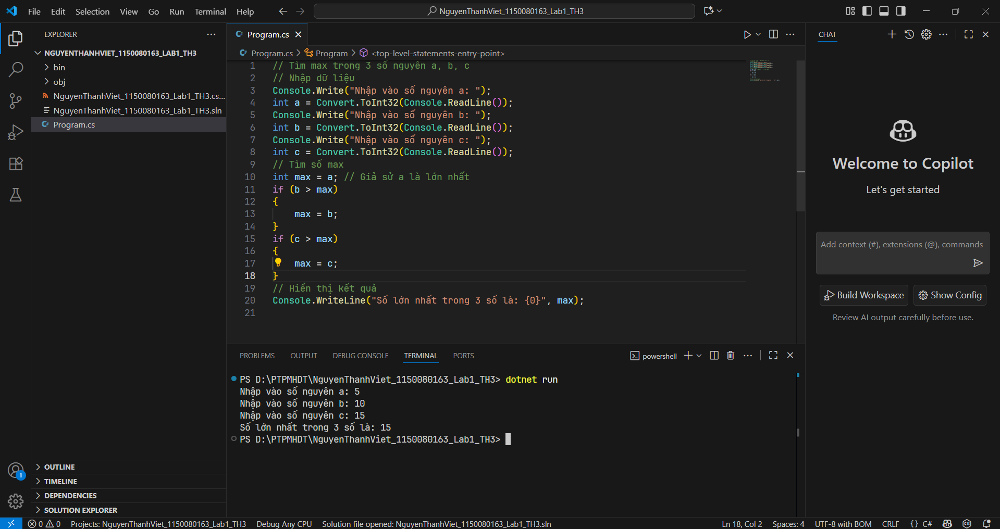 File Edit Selection View Go Run Terminal Help
NguyenThanhViet_1150080163_Lab1_TH3
EXPLORER
NGUYENTHANHVIET_1150080163_LAB1_TH3
bin
obj
NguyenThanhViet_1150080163_Lab1_TH3.cs...
NguyenThanhViet_1150080163_Lab1_TH3.sln
C# Program.cs
OUTLINE
TIMELINE
DEPENDENCIES
SOLUTION EXPLORER
C# Program.cs
C# Program.cs > Program > <top-level-statements-entry-point>
1 // Tìm max trong 3 số nguyên a, b, c
2 // Nhập dữ liệu
3 Console.Write("Nhập vào số nguyên a: ");
4 int a = Convert.ToInt32(Console.ReadLine());
5 Console.Write("Nhập vào số nguyên b: ");
6 int b = Convert.ToInt32(Console.ReadLine());
7 Console.Write("Nhập vào số nguyên c: ");
8 int c = Convert.ToInt32(Console.ReadLine());
9 // Tìm số max
10 int max = a; // Giả sử a là lớn nhất
11 if (b > max)
12 {
13     max = b;
14 }
15 if (c > max)
16 {
17     max = c;
18 }
19 // Hiển thị kết quả
20 Console.WriteLine("Số lớn nhất trong 3 số là: {0}", max);
21
PROBLEMS OUTPUT DEBUG CONSOLE TERMINAL PORTS
powershell
PS D:\PTPMHDT\NguyenThanhViet_1150080163_Lab1_TH3> dotnet run
Nhập vào số nguyên a: 5
Nhập vào số nguyên b: 10
Nhập vào số nguyên c: 15
Số lớn nhất trong 3 số là: 15
PS D:\PTPMHDT\NguyenThanhViet_1150080163_Lab1_TH3>
CHAT
Welcome to Copilot
Let's get started
Add context (#), extensions (@), commands
Build Workspace
Show Config
Review AI output carefully before use.
1
0 0 Projects: NguyenThanhViet_1150080163_Lab1_TH3 Debug Any CPU Solution file opened: NguyenThanhViet_1150080163_Lab1_TH3.sln Ln 18, Col 2 Spaces: 4 UTF-8 with BOM CRLF {} C#